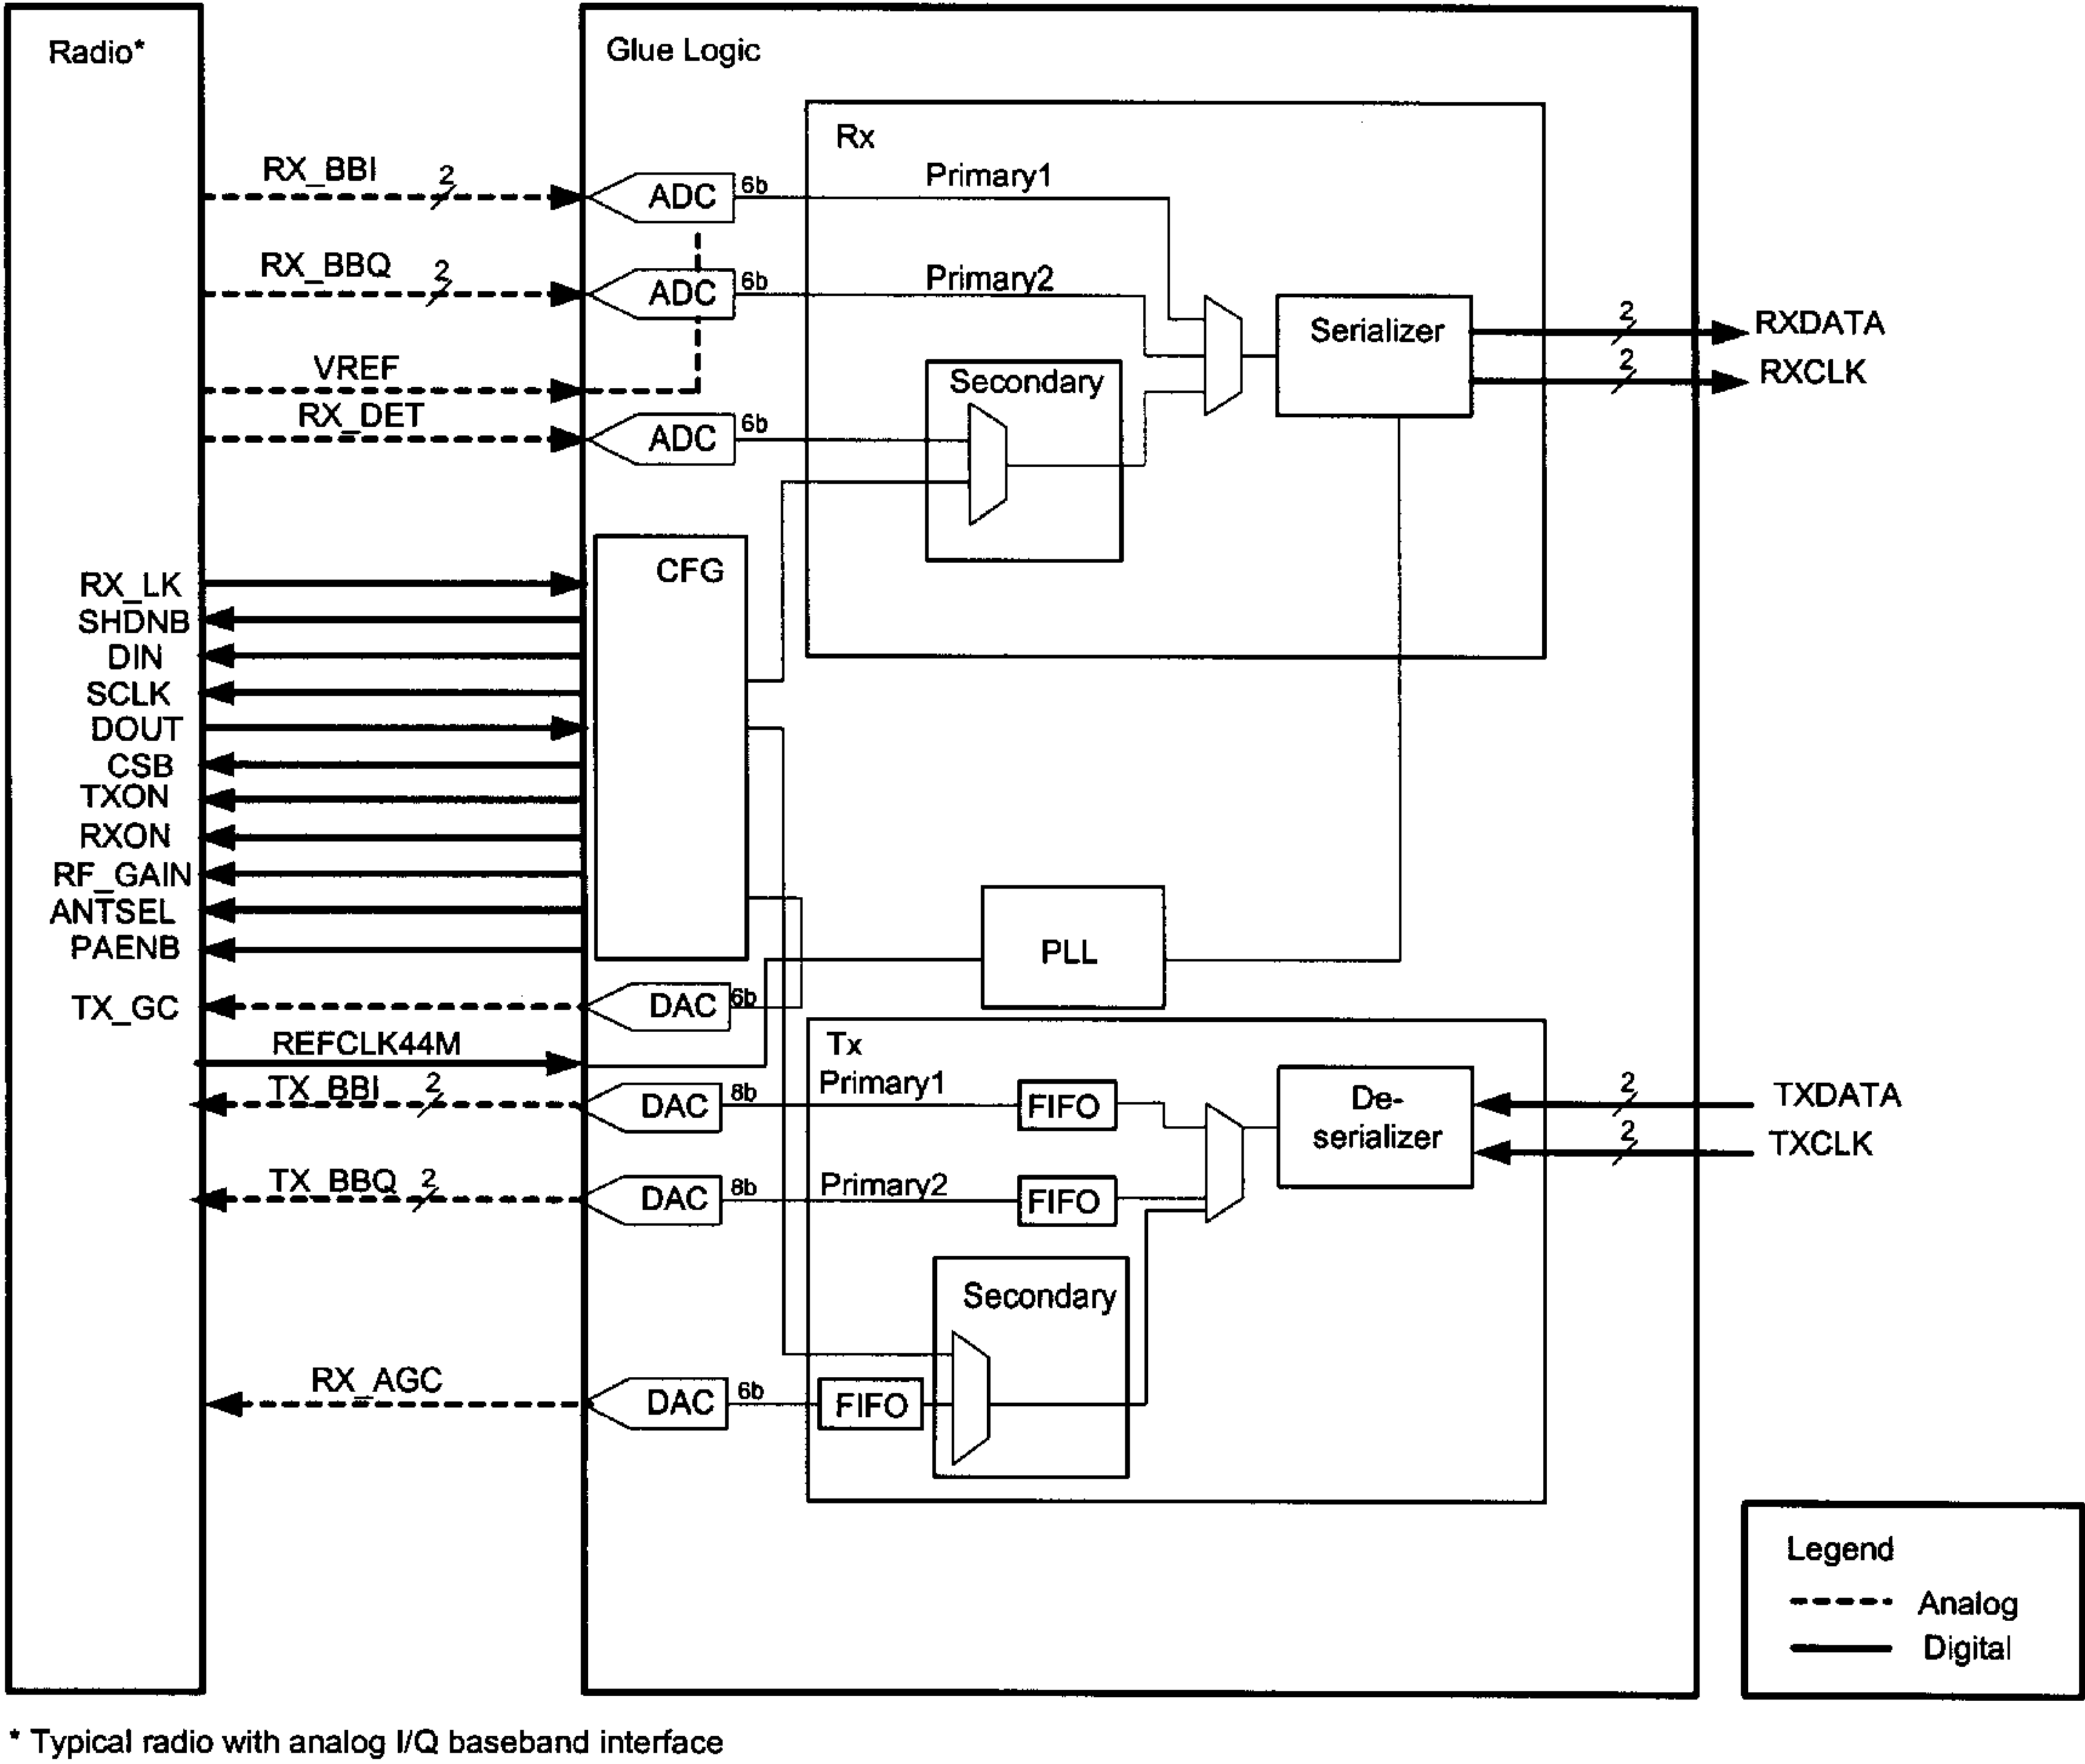 Radio*
Glue Logic
Rx
RX_BBI
2
ADC
6b
Primary1
RX_BBQ
2
ADC
6b
Primary2
Serializer
2
RXDATA
2
RXCLK
VREF
Secondary
RX_DET
ADC
6b
CFG
RX_LK
SHDNB
DIN
SCLK
DOUT
CSB
TXON
RXON
RF_GAIN
ANTSEL
PAENB
PLL
TX_GC
DAC
6b
REFCLK44M
Tx
TX_BBI
2
DAC
8b
Primary1
FIFO
De-
serializer
2
TXDATA
2
TXCLK
TX_BBQ
2
DAC
8b
Primary2
FIFO
Secondary
RX_AGC
DAC
6b
FIFO
Legend
Analog
Digital
* Typical radio with analog I/Q baseband interface